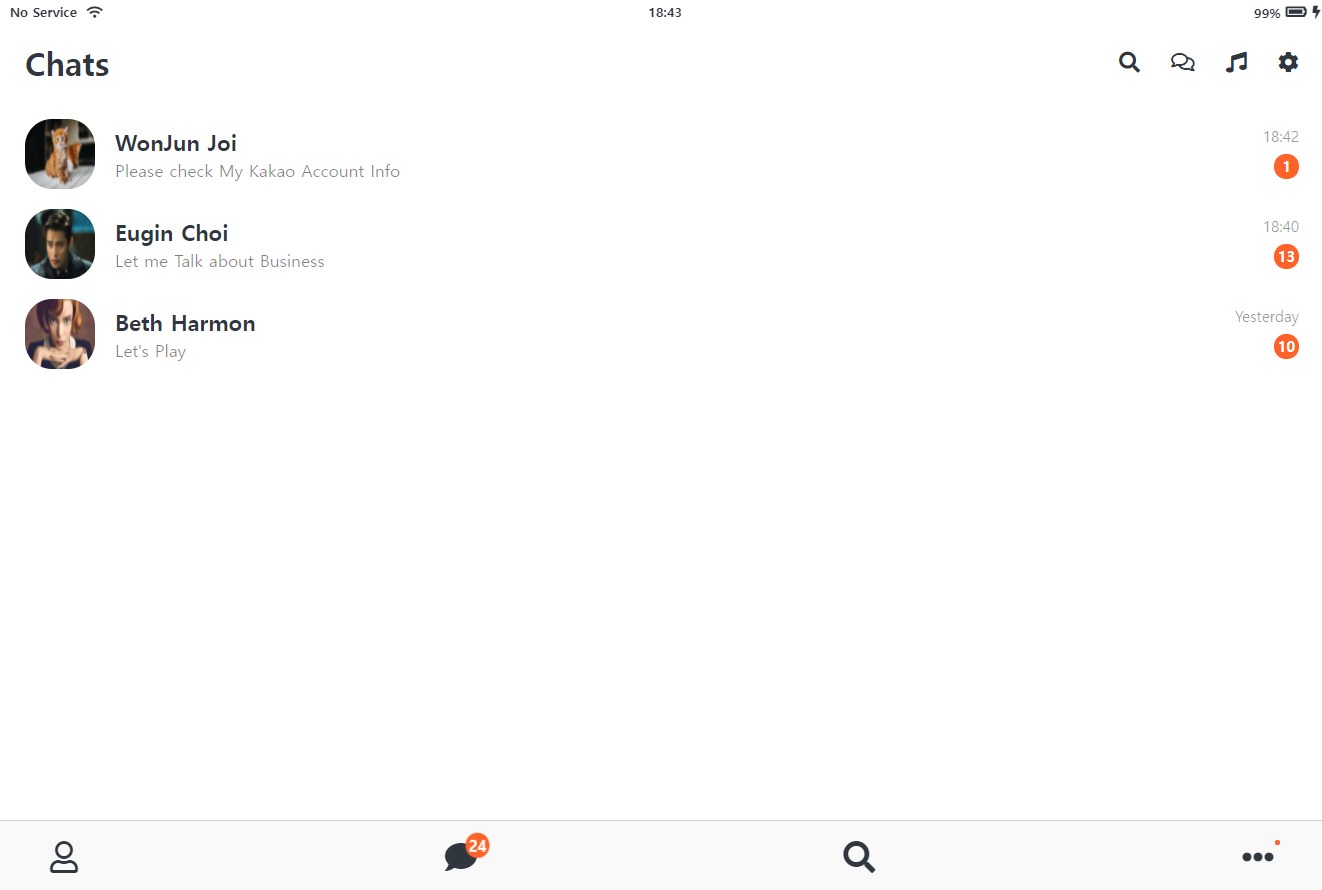 No Service
18:43
99%
Chats
WonJun Joi
18:42
Please check My Kakao Account Info
1
Eugin Choi
18:40
Let me Talk about Business
13
Beth Harmon
Yesterday
Let's Play
10
24